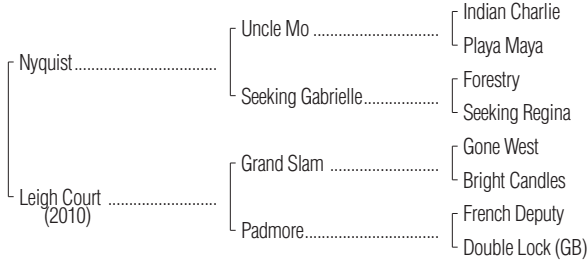 Indian Charlie
Uncle Mo
Playa Maya
Nyquist
Forestry
Seeking Gabrielle
Seeking Regina
Gone West
Grand Slam
Bright Candles
Leigh Court
(2010)
French Deputy
Padmore
Double Lock (GB)